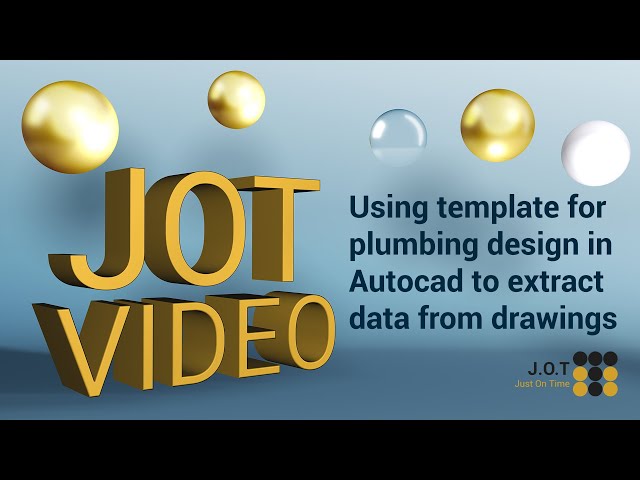 JOT
VIDEO
Using template for
plumbing design in
Autocad to extract
data from drawings
J.O.T
Just On Time